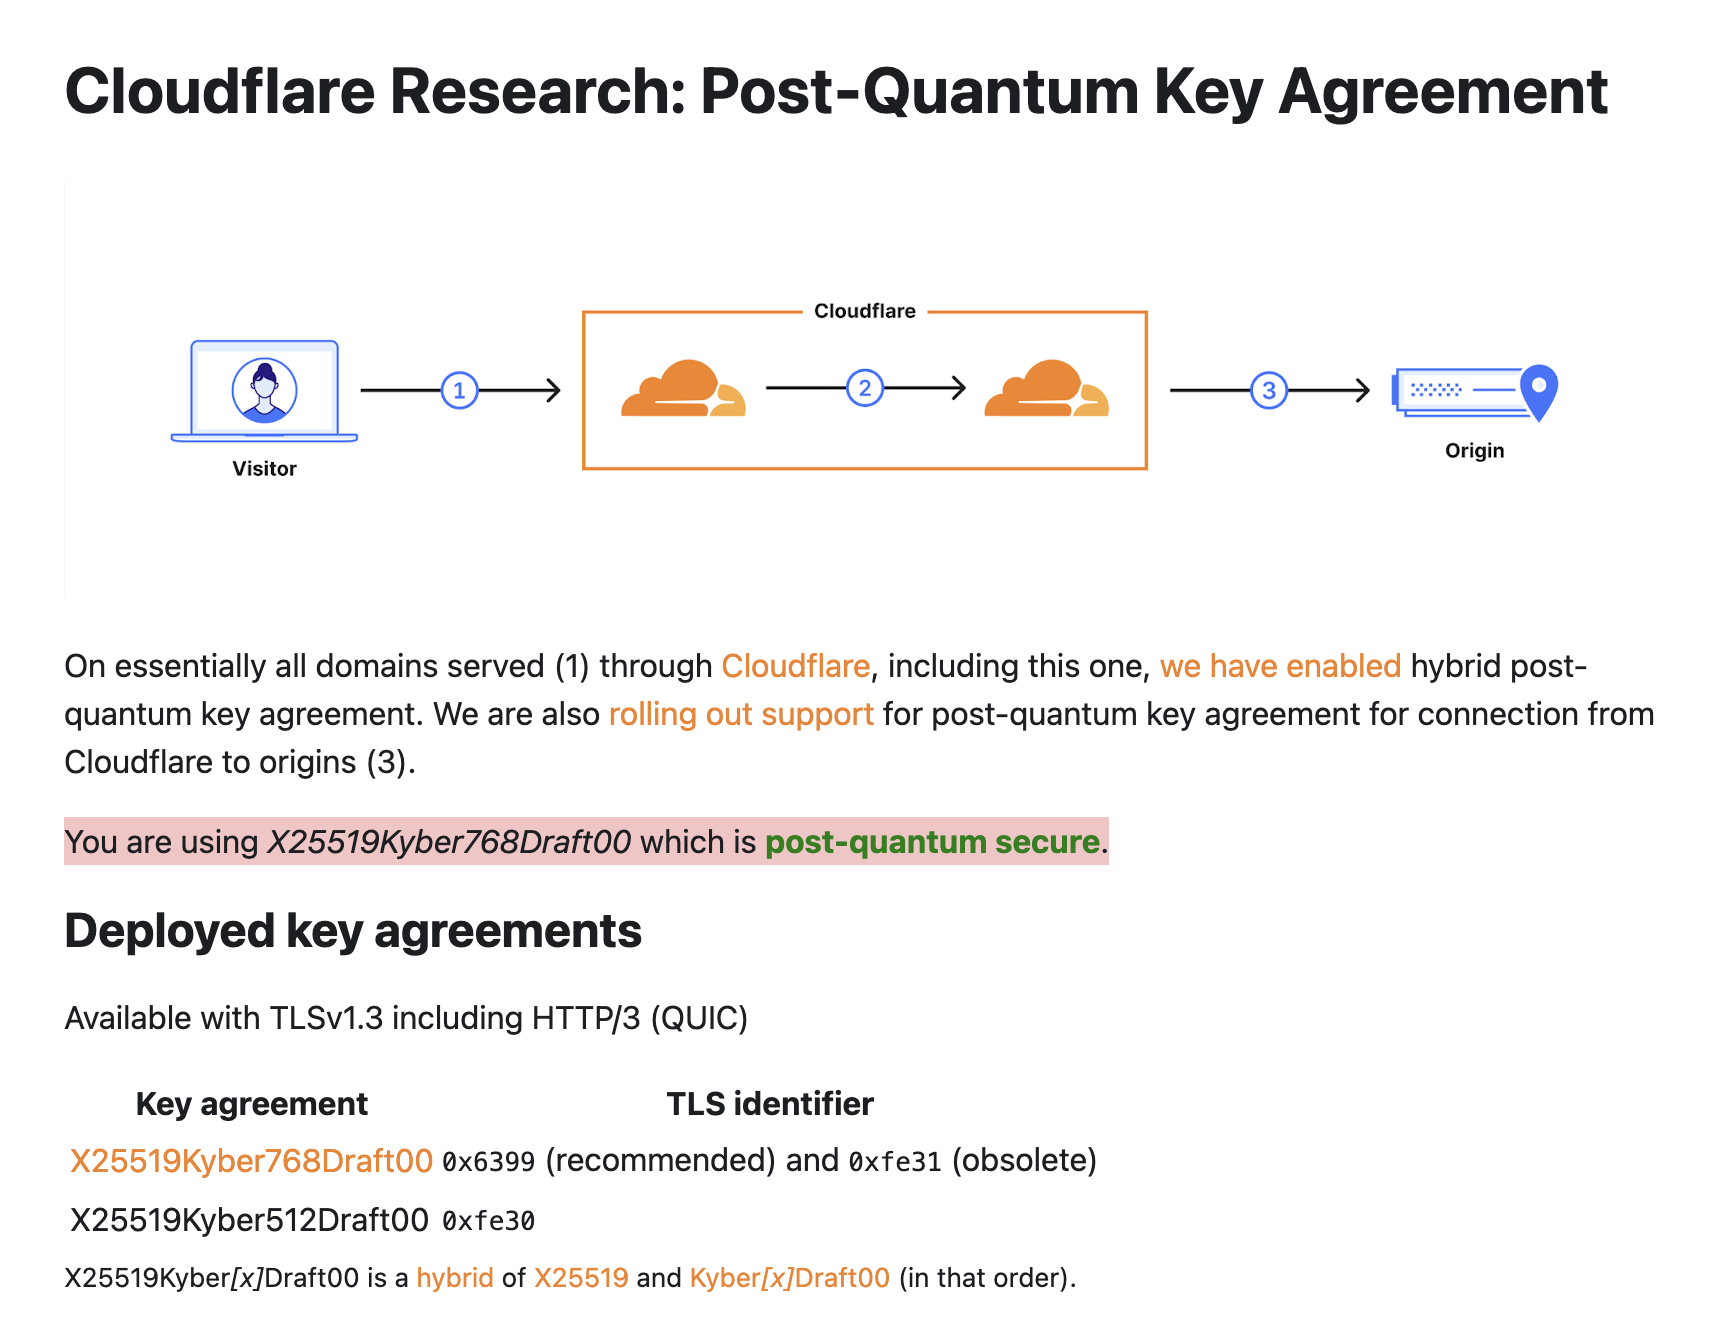 Cloudflare Research: Post-Quantum Key Agreement
Cloudflare
1
2
3
Visitor
Origin
On essentially all domains served (1) through Cloudflare, including this one, we have enabled hybrid post-
quantum key agreement. We are also rolling out support for post-quantum key agreement for connection from
Cloudflare to origins (3).
You are using X25519Kyber768Draft00 which is post-quantum secure.
Deployed key agreements
Available with TLSv1.3 including HTTP/3 (QUIC)
Key agreement TLS identifier
X25519Kyber768Draft00 0x6399 (recommended) and 0xfe31 (obsolete)
X25519Kyber512Draft00 0xfe30
X25519Kyber[x]Draft00 is a hybrid of X25519 and Kyber[x]Draft00 (in that order).